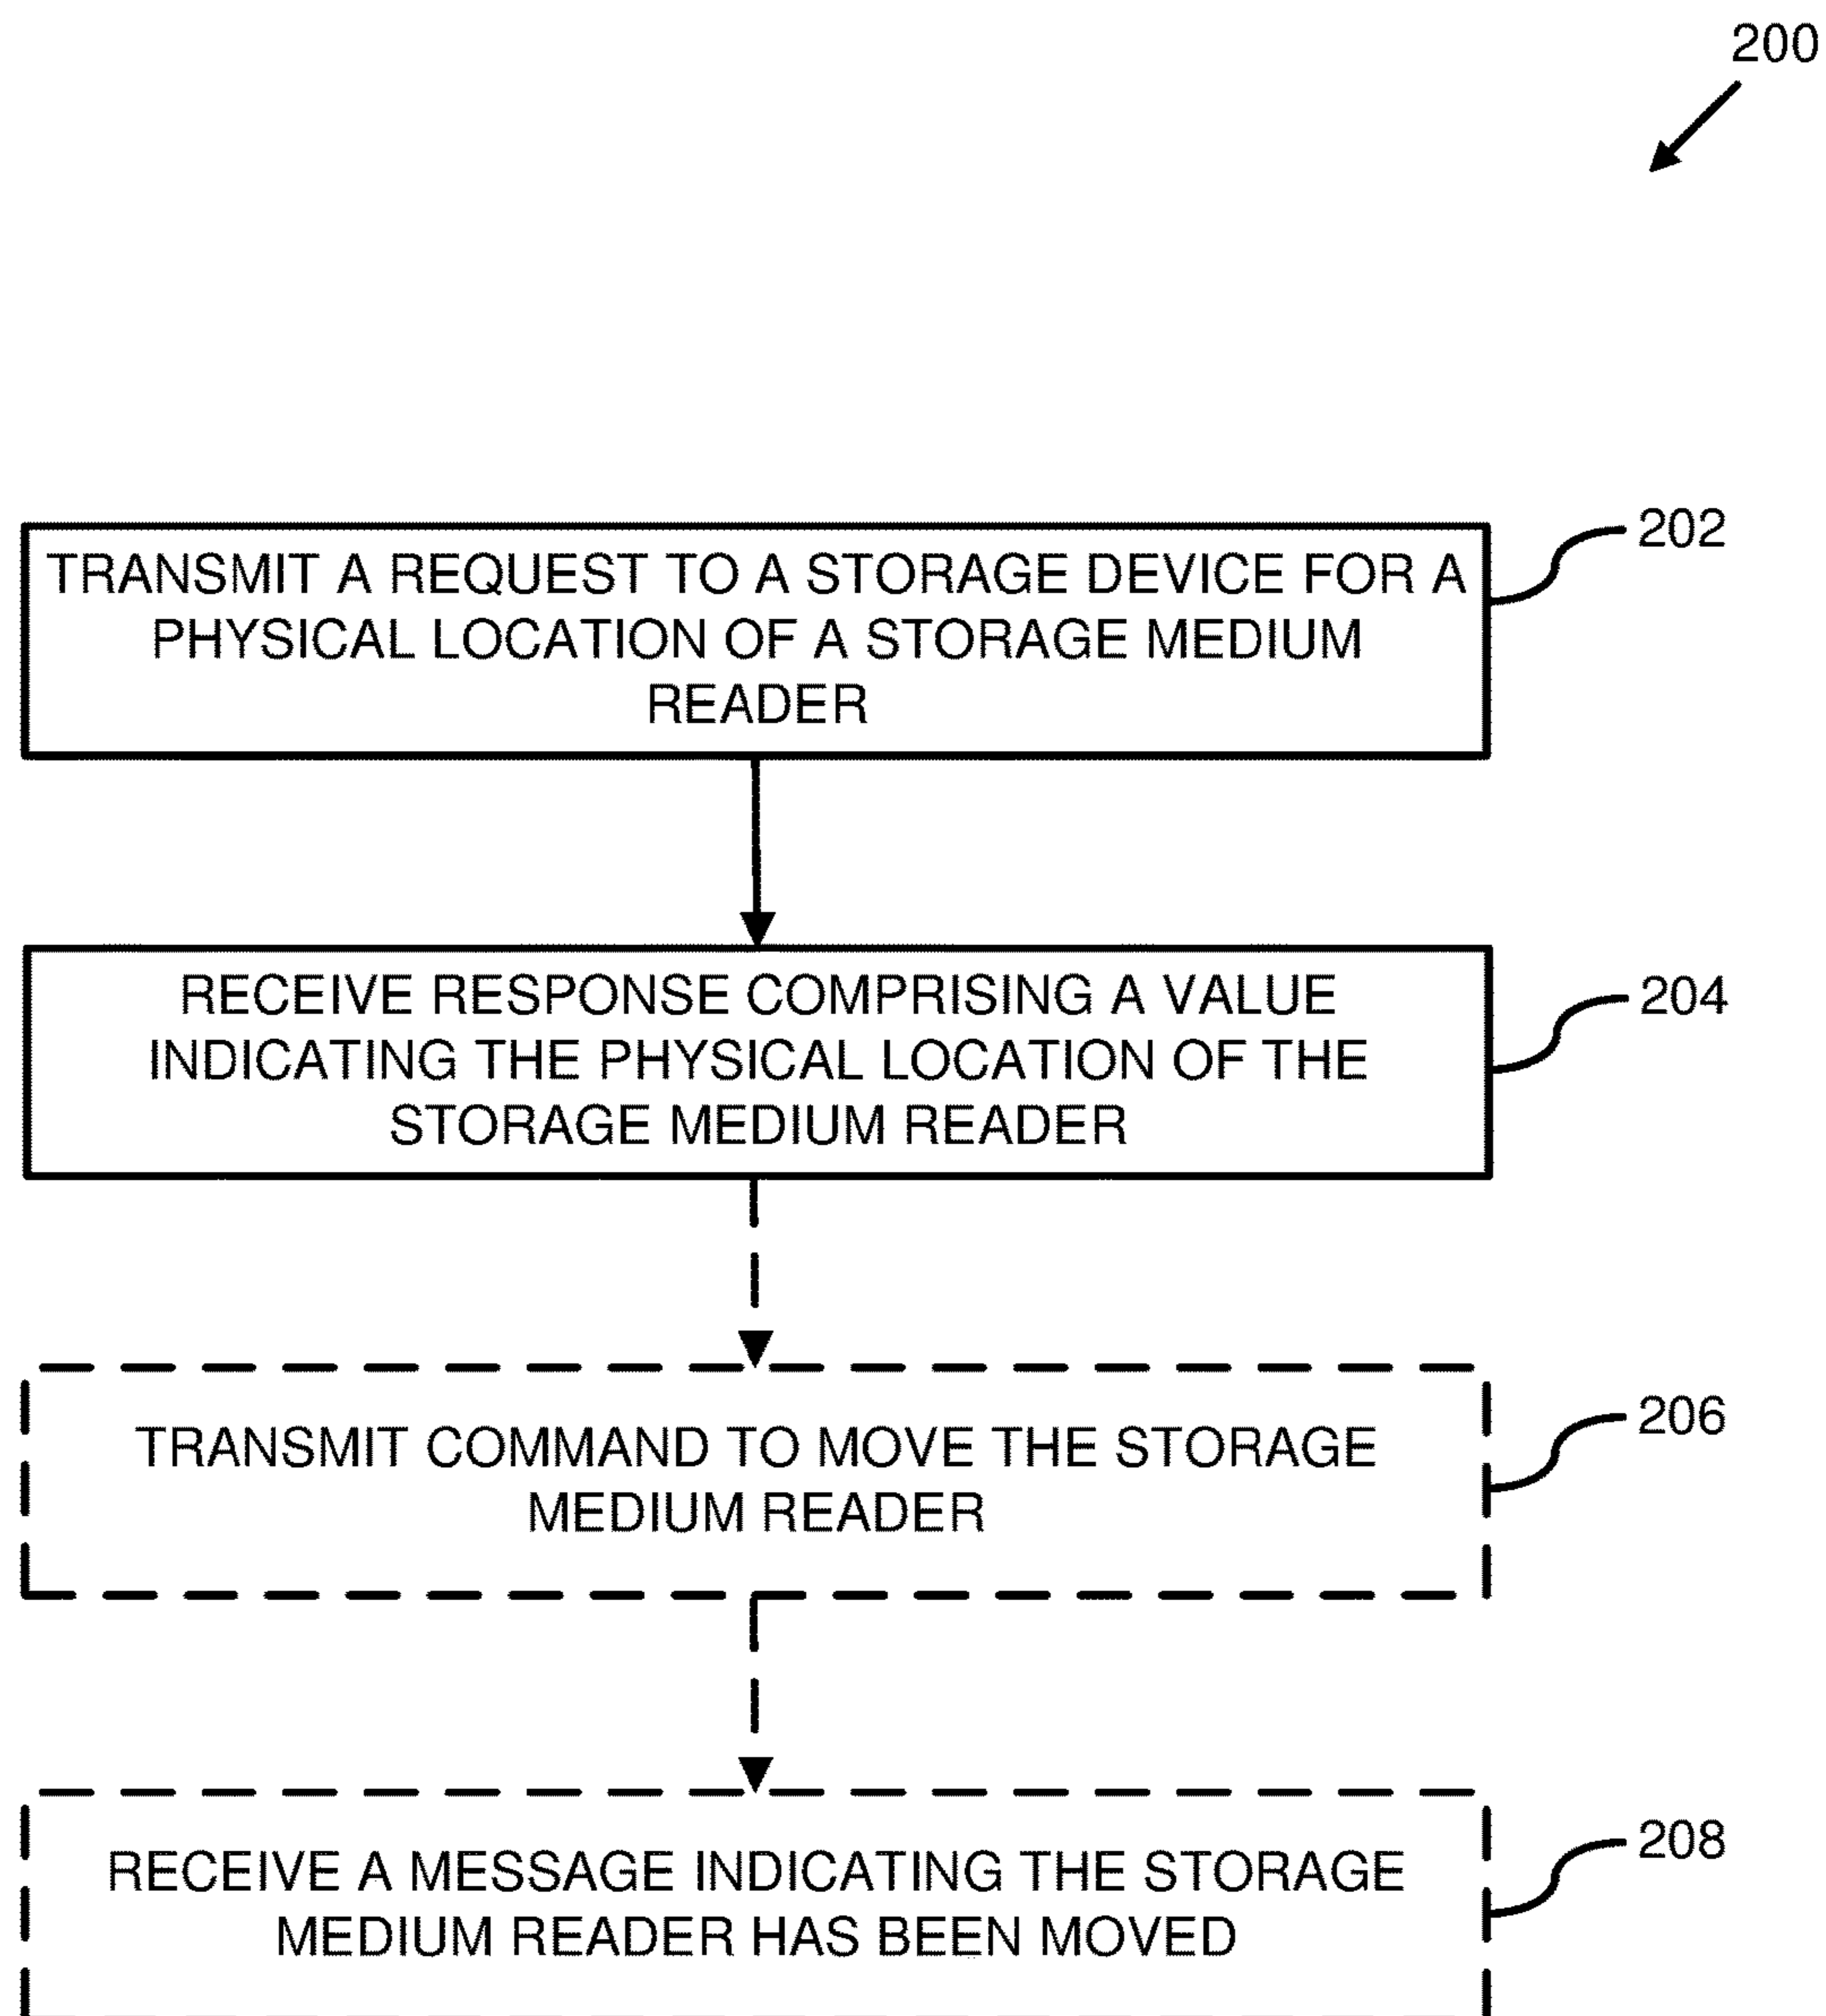 200
TRANSMIT A REQUEST TO A STORAGE DEVICE FOR A
PHYSICAL LOCATION OF A STORAGE MEDIUM
READER
202
RECEIVE RESPONSE COMPRISING A VALUE
INDICATING THE PHYSICAL LOCATION OF THE
STORAGE MEDIUM READER
204
TRANSMIT COMMAND TO MOVE THE STORAGE
MEDIUM READER
206
RECEIVE A MESSAGE INDICATING THE STORAGE
MEDIUM READER HAS BEEN MOVED
208